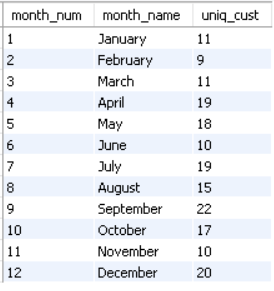 month_num month_name uniq_cust
1 January 11
2 February 9
3 March 11
4 April 19
5 May 18
6 June 10
7 July 19
8 August 15
9 September 22
10 October 17
11 November 10
12 December 20